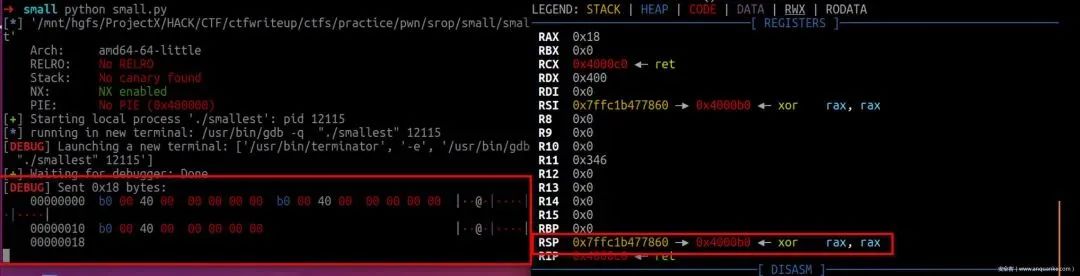 → small python small.py
[*] '/mnt/hgfs/ProjectX/HACK/CTF/ctfwriteup/ctfs/practice/pwn/srop/small/smal
t'
Arch: amd64-64-little
RELRO: No RELRO
Stack: No canary found
NX: NX enabled
PIE: No PIE (0x400000)
[+] Starting local process './smallest': pid 12115
[*] running in new terminal: /usr/bin/gdb -q "./smallest" 12115
[DEBUG] Launching a new terminal: ['/usr/bin/terminator', '-e', '/usr/bin/gdb
"./smallest" 12115']
[+] Waiting for debugger: Done
[DEBUG] Sent 0x18 bytes:
00000000 b0 00 40 00 00 00 00 00 b0 00 40 00 00 00 00 00 |··@·|····|
·|····|
00000010 b0 00 40 00 00 00 00 00 |··@·|····|
00000018
LEGEND: STACK | HEAP | CODE | DATA | RWX | RODATA
[ REGISTERS ]
RAX 0x18
RBX 0x0
RCX 0x4000c0 ◂— ret
RDX 0x400
RDI 0x0
RSI 0x7ffc1b477860 —▸ 0x4000b0 ◂— xor rax, rax
R8 0x0
R9 0x0
R10 0x0
R11 0x346
R12 0x0
R13 0x0
R14 0x0
R15 0x0
RBP 0x0
RSP 0x7ffc1b477860 —▸ 0x4000b0 ◂— xor rax, rax
RIP 0x4000c0 ◂— ret
[ DISASM ]
安全客 ( www.anquanke.com )